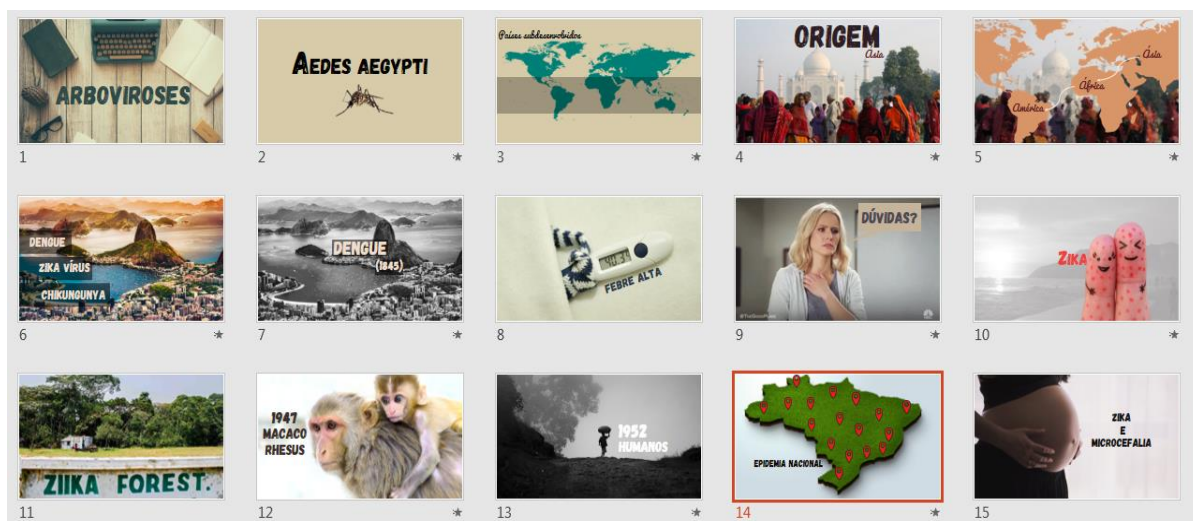 ARBOVIROSES
1
AEDES AEGYPTI
2
Países subdesenvolvidos
3
ORIGEM
Ásia
4
Ásia
África
América
5
DENGUE
ZIKA VÍRUS
CHIKUNGUNYA
6
DENGUE
(1845)
7
FEBRE ALTA
8
DÚVIDAS?
9
ZIKA
10
ZIIKA FOREST.
11
1947
MACACO
RHESUS
12
1952
HUMANOS
13
EPIDEMIA NACIONAL
14
ZIKA
E
MICROCEFALIA
15